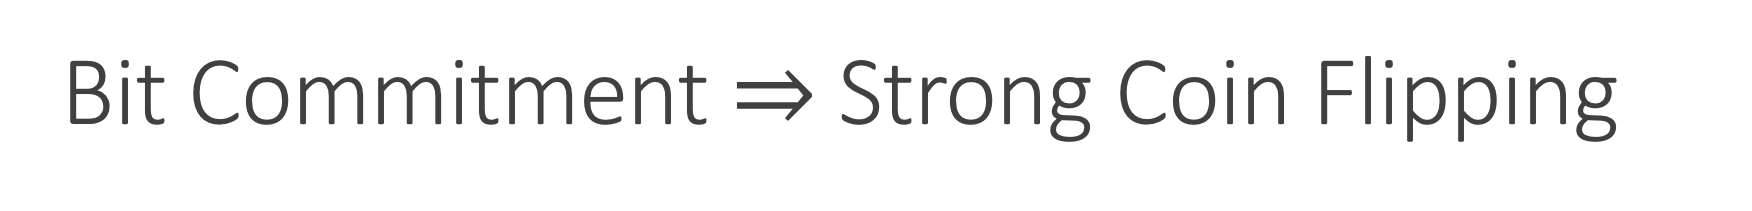 Bit Commitment ⇒ Strong Coin Flipping